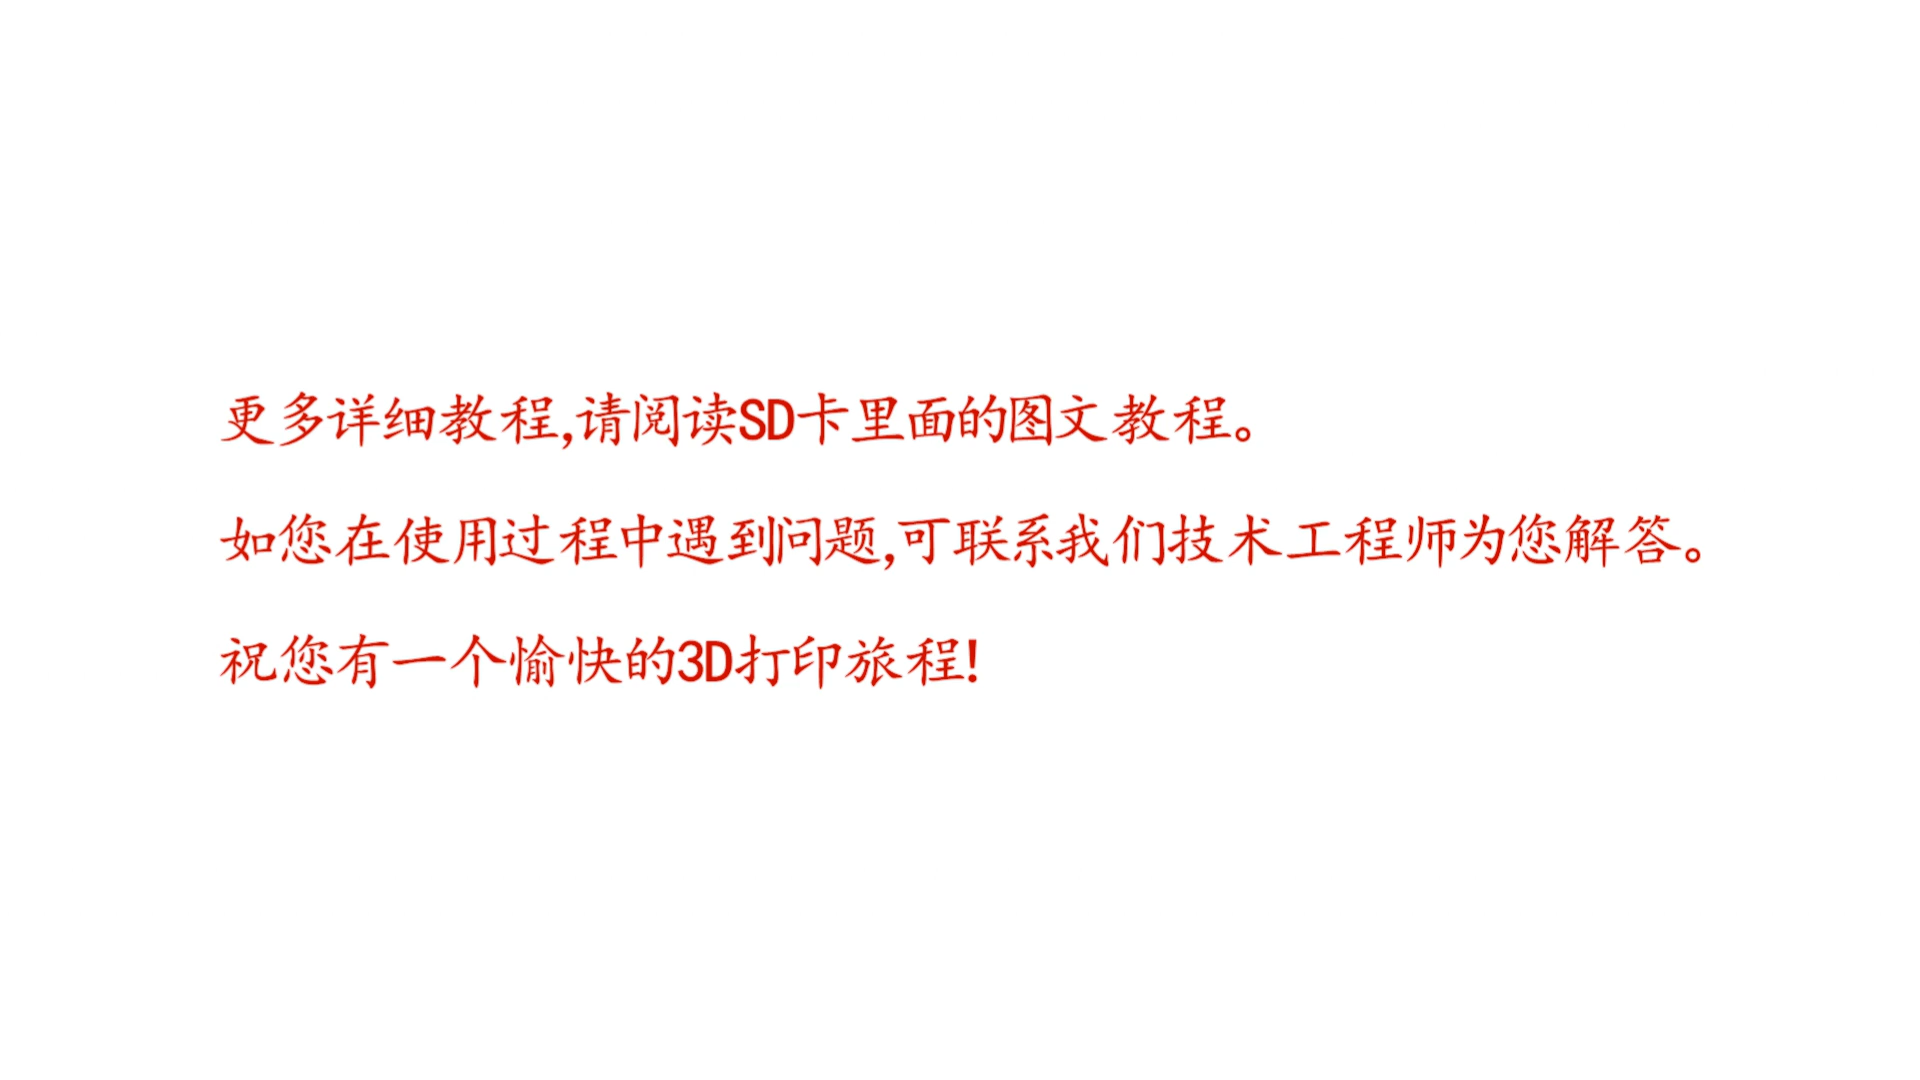 更多详细教程,请阅读SD卡里面的图文教程。
如您在使用过程中遇到问题,可联系我们技术工程师为您解答。
祝您有一个愉快的3D打印旅程!